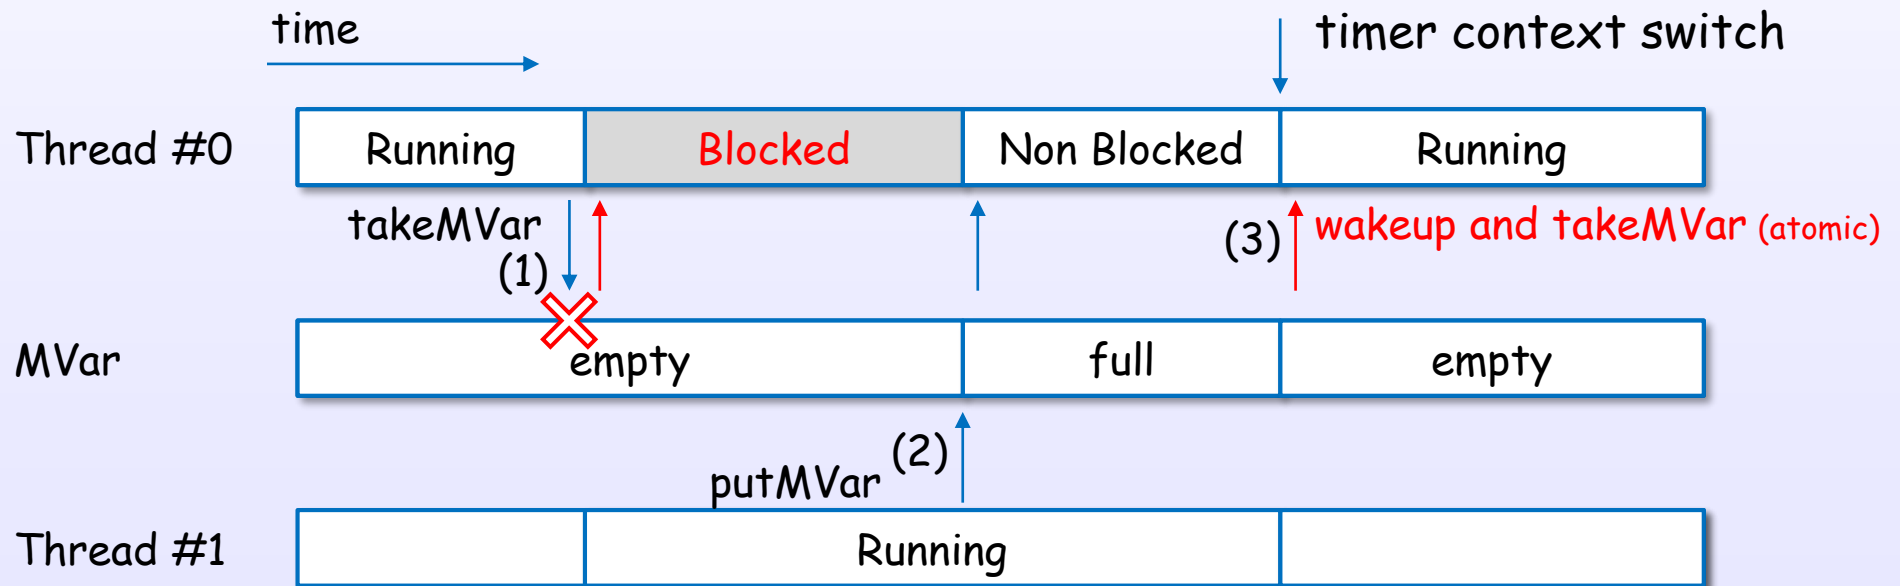 time
timer context switch
Thread #0
Running
Blocked
Non Blocked
Running
takeMVar
(1)
(3)
wakeup and takeMVar (atomic)
MVar
empty
full
empty
(2)
putMVar
Thread #1
Running